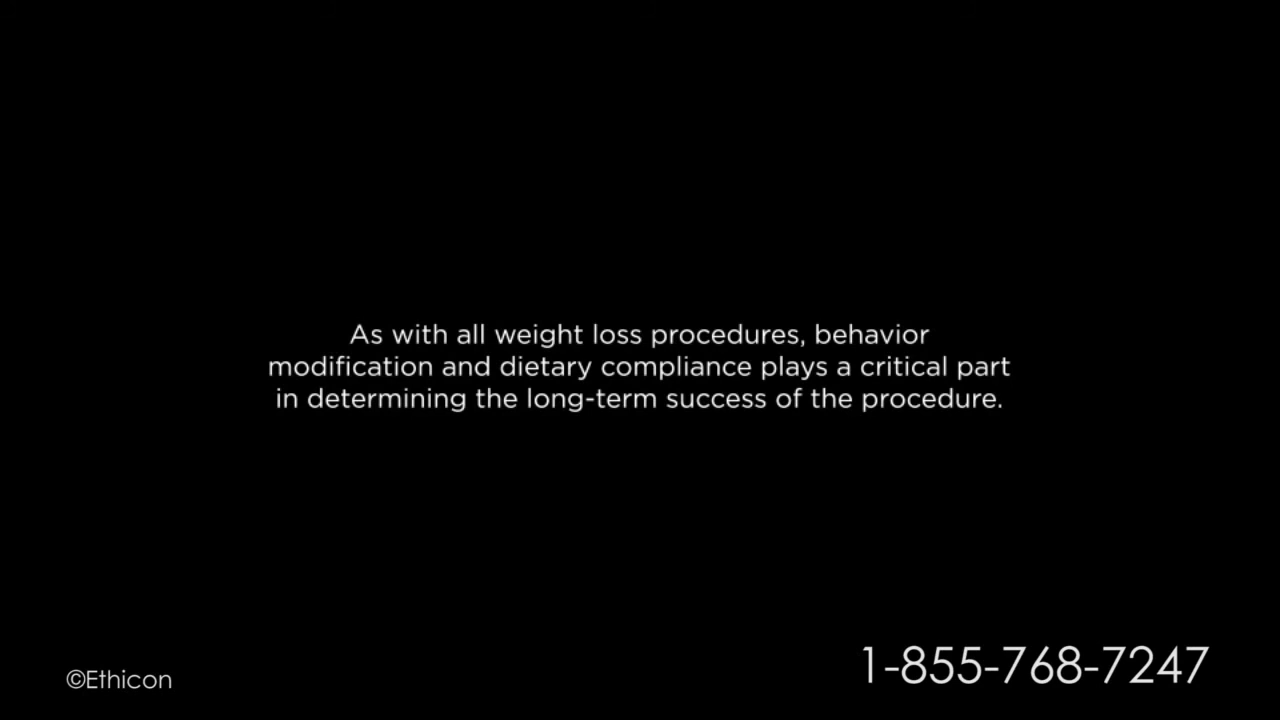 As with all weight loss procedures, behavior
modification and dietary compliance plays a critical part
in determining the long-term success of the procedure.
©Ethicon
1-855-768-7247